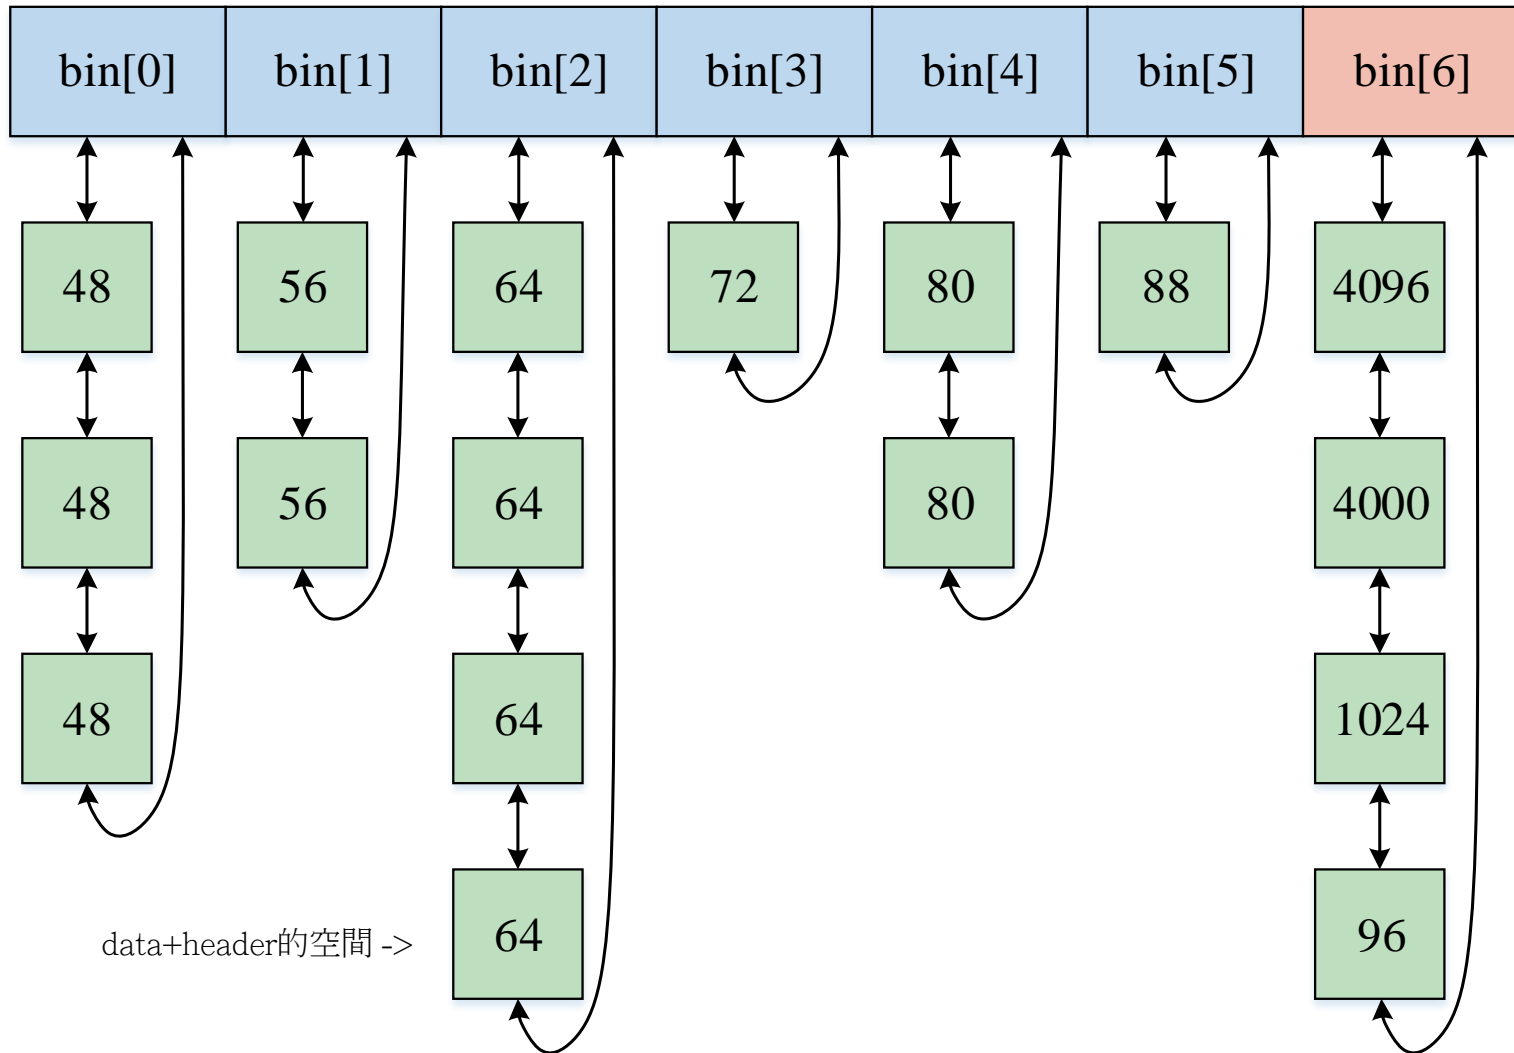 bin[0] bin[1] bin[2] bin[3] bin[4] bin[5] bin[6]
48 56 64 72 80 88 4096
48 56 64 80 4000
48 64 1024
data+header的空間 -> 64 96